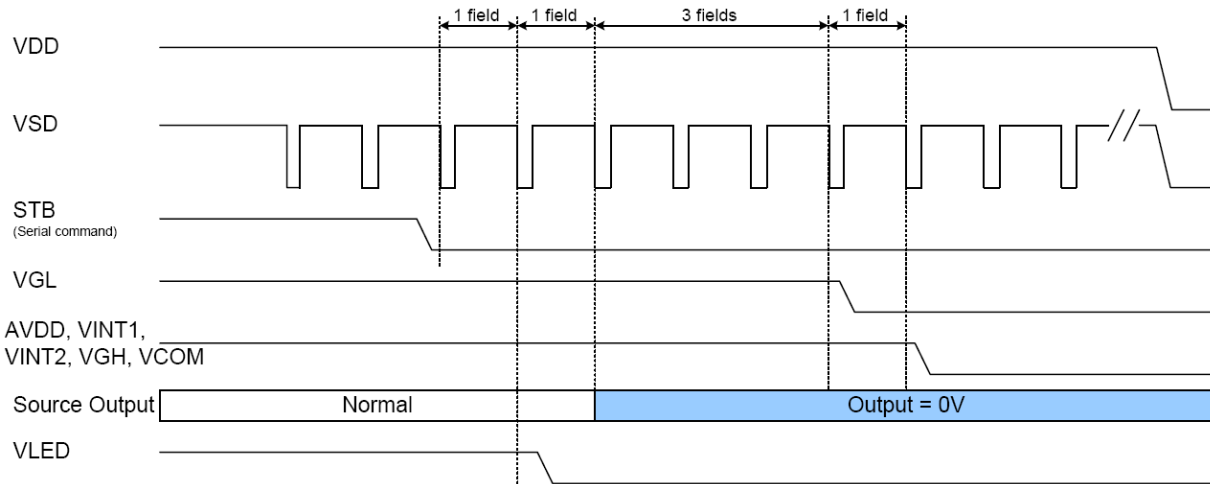 1 field 1 field 3 fields 1 field
VDD
VSD
STB
(Serial command)
VGL
AVDD, VINT1,
VINT2, VGH, VCOM
Source Output Normal Output = 0V
VLED